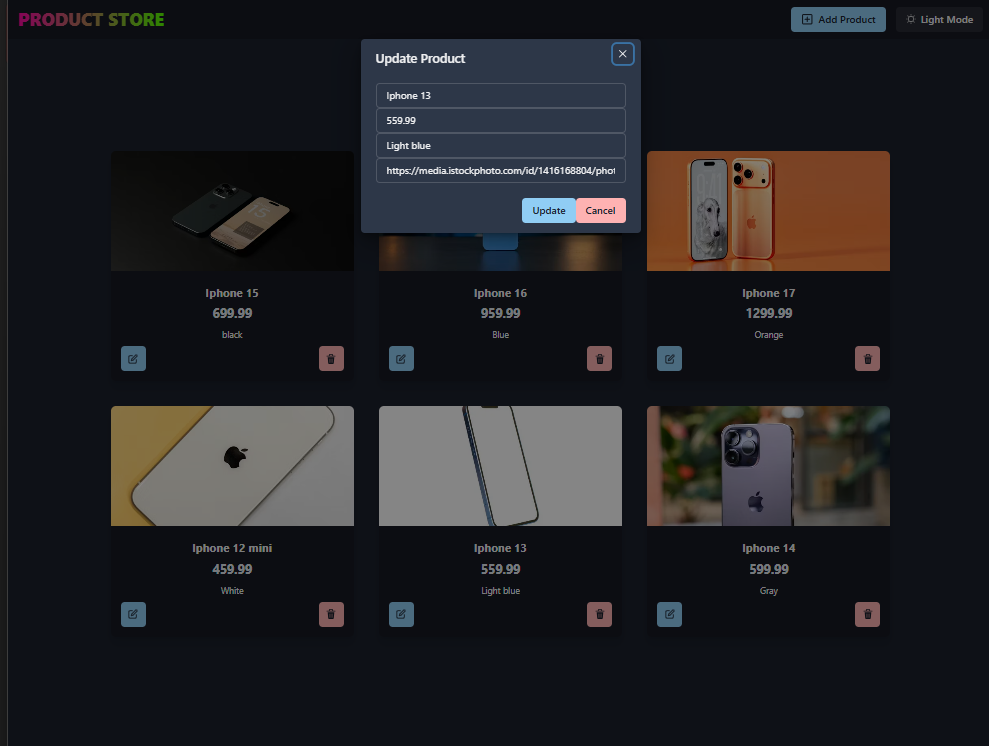 PRODUCT STORE
Add Product
Light Mode
Update Product
Iphone 13
559.99
Light blue
https://media.istockphoto.com/id/1416168804/phot
Update
Cancel
Iphone 15
699.99
black
Iphone 16
959.99
Blue
Iphone 17
1299.99
Orange
Iphone 12 mini
459.99
White
Iphone 13
559.99
Light blue
Iphone 14
599.99
Gray